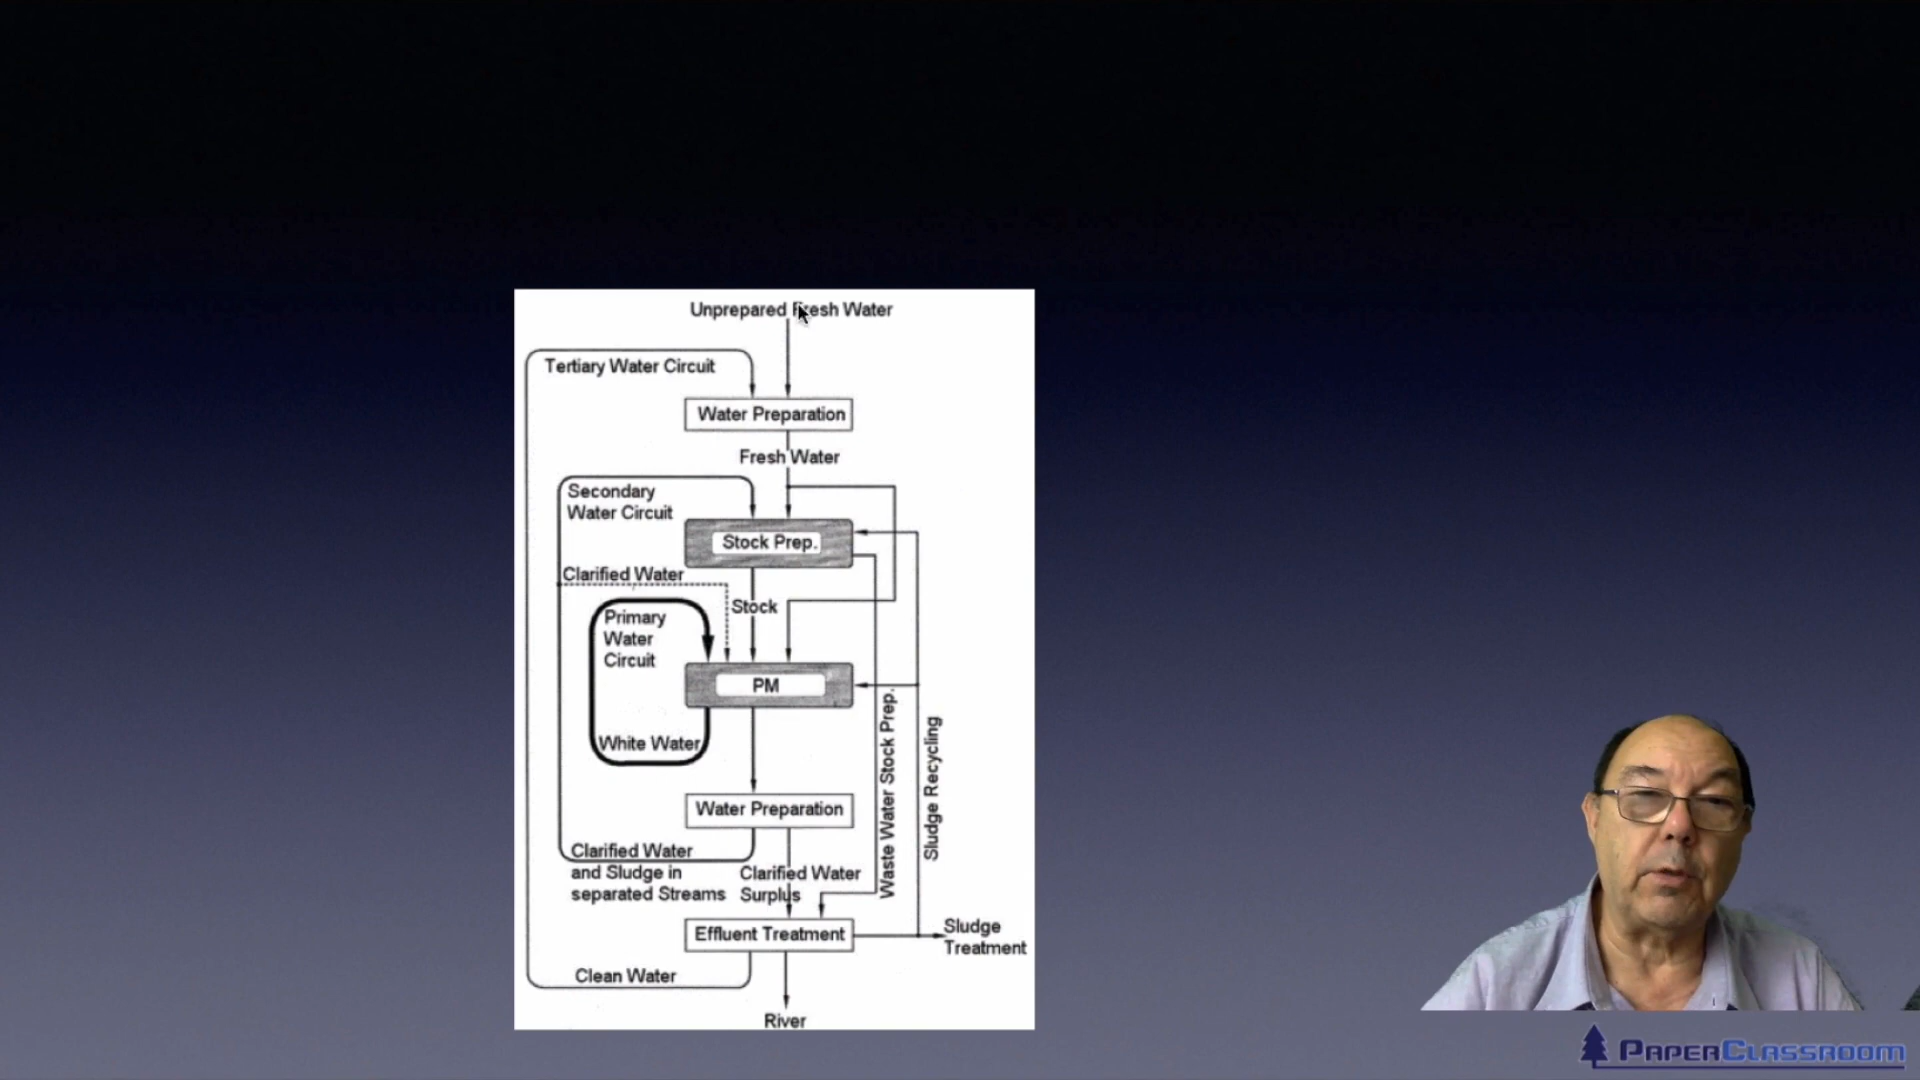 Unprepared Fresh Water
Tertiary Water Circuit
Water Preparation
Fresh Water
Secondary
Water Circuit
Stock Prep.
Clarified Water
Stock
Primary
Water
Circuit
PM
White Water
Waste Water Stock Prep.
Sludge Recycling
Water Preparation
Clarified Water
and Sludge in
separated Streams
Clarified Water
Surplus
Effluent Treatment
Sludge
Treatment
Clean Water
River
PaperClassroom